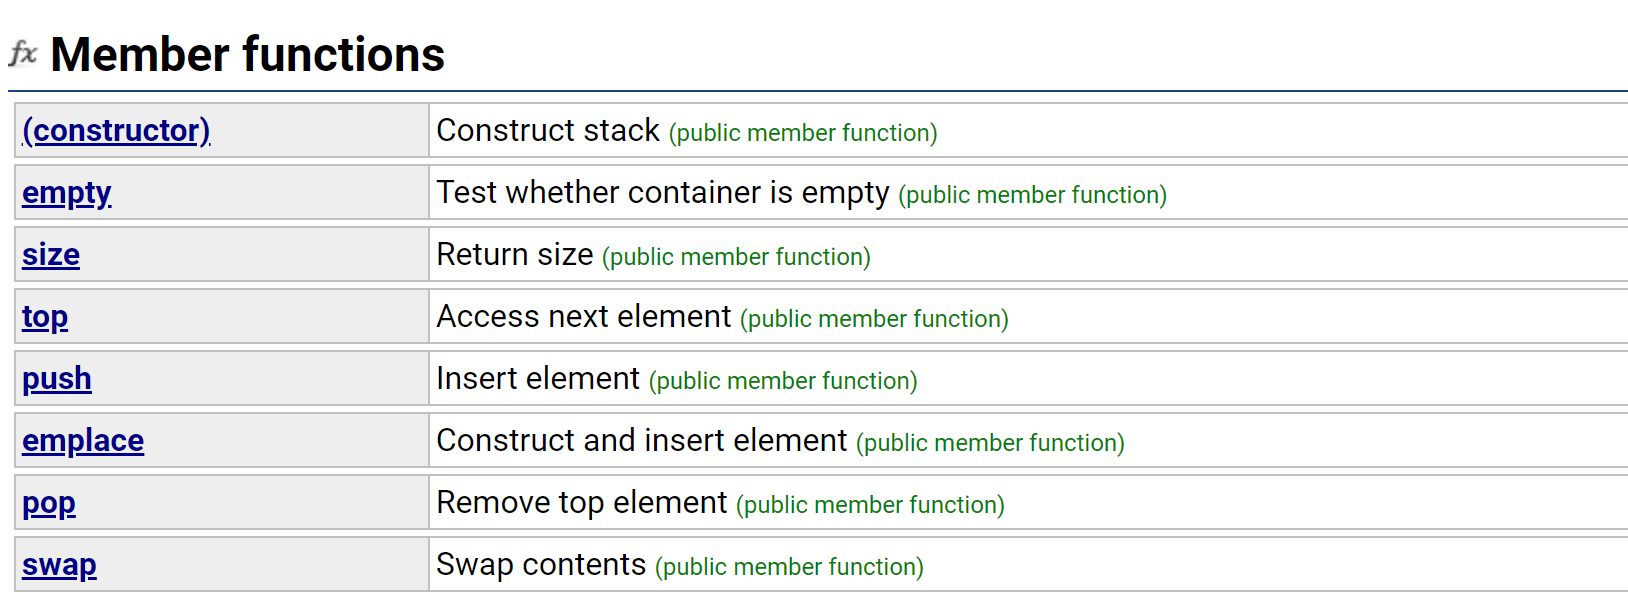 fx Member functions
(constructor) Construct stack (public member function)
empty Test whether container is empty (public member function)
size Return size (public member function)
top Access next element (public member function)
push Insert element (public member function)
emplace Construct and insert element (public member function)
pop Remove top element (public member function)
swap Swap contents (public member function)